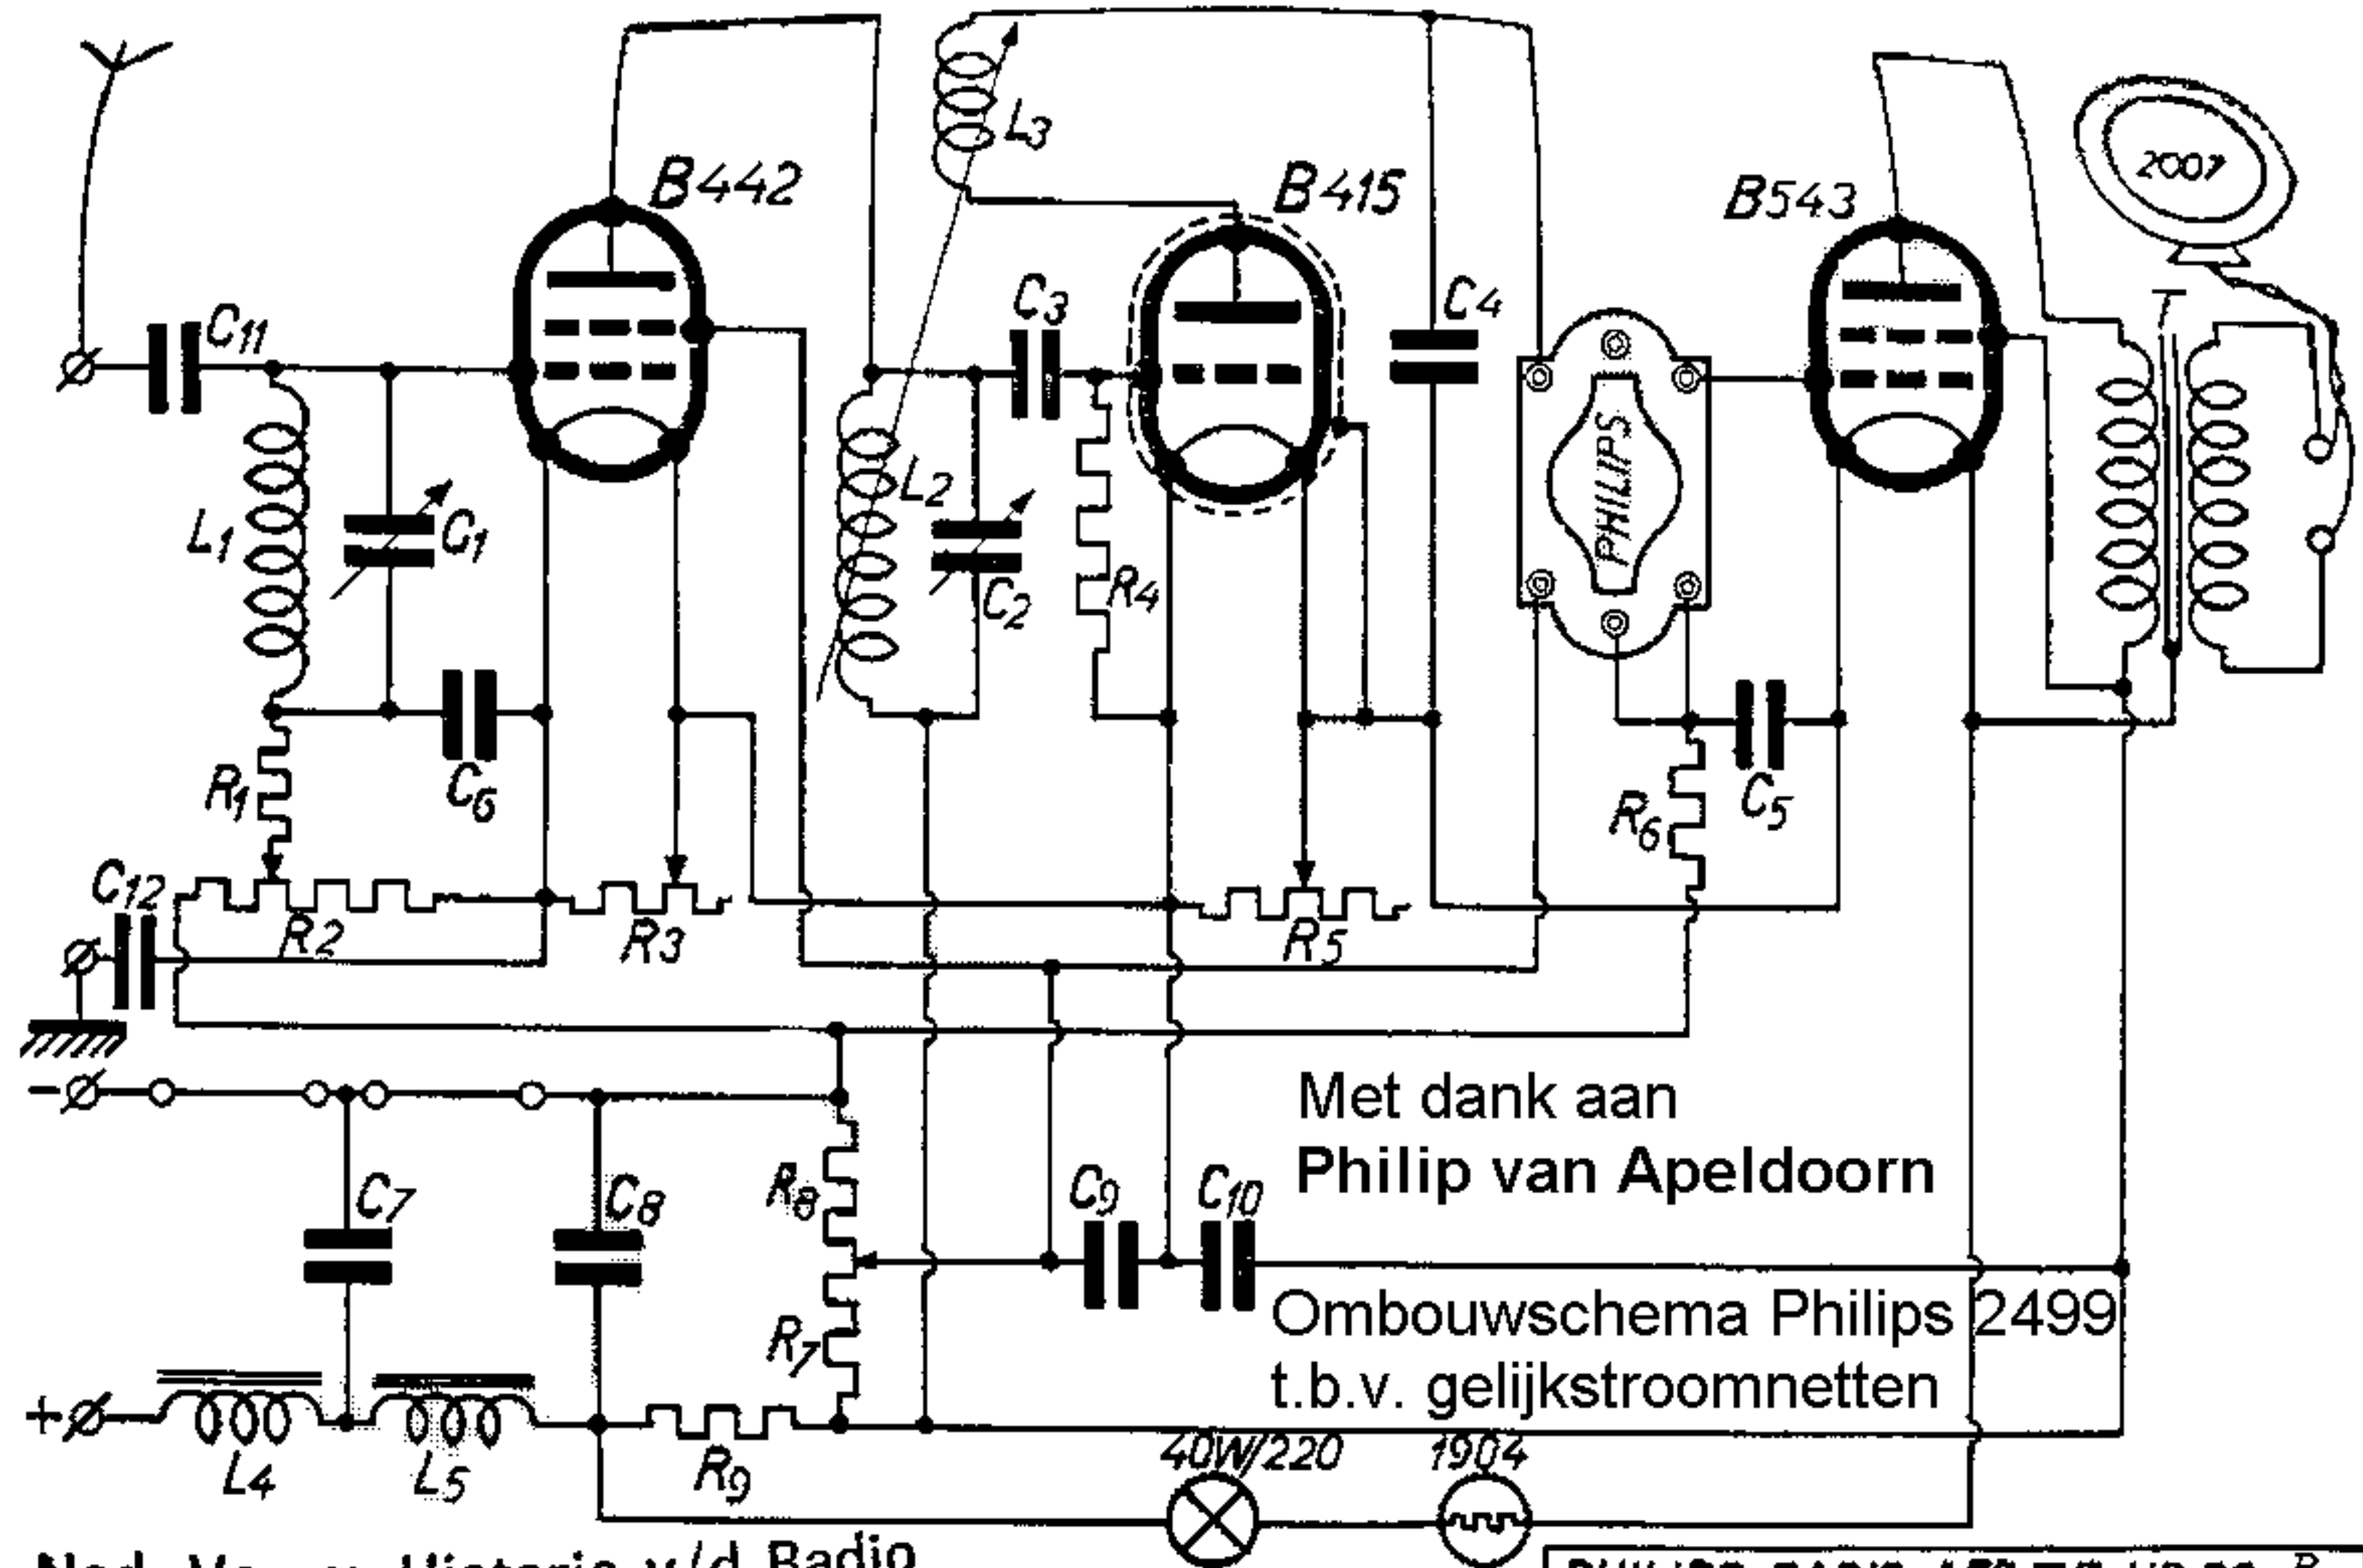 B442
L3
B415
B543
2007
C11
C3
C4
T
L1
C1
L2
C2
R4
PHILIPS
R1
C6
R6
C5
C12
R2
R3
R5
-
Met dank aan
Philip van Apeldoorn
C7
C8
R8
C9
C10
Ombouwschema Philips 2499
t.b.v. gelijkstroomnetten
R7
+
L4
L5
R9
40W/220
1904
v/d Radio